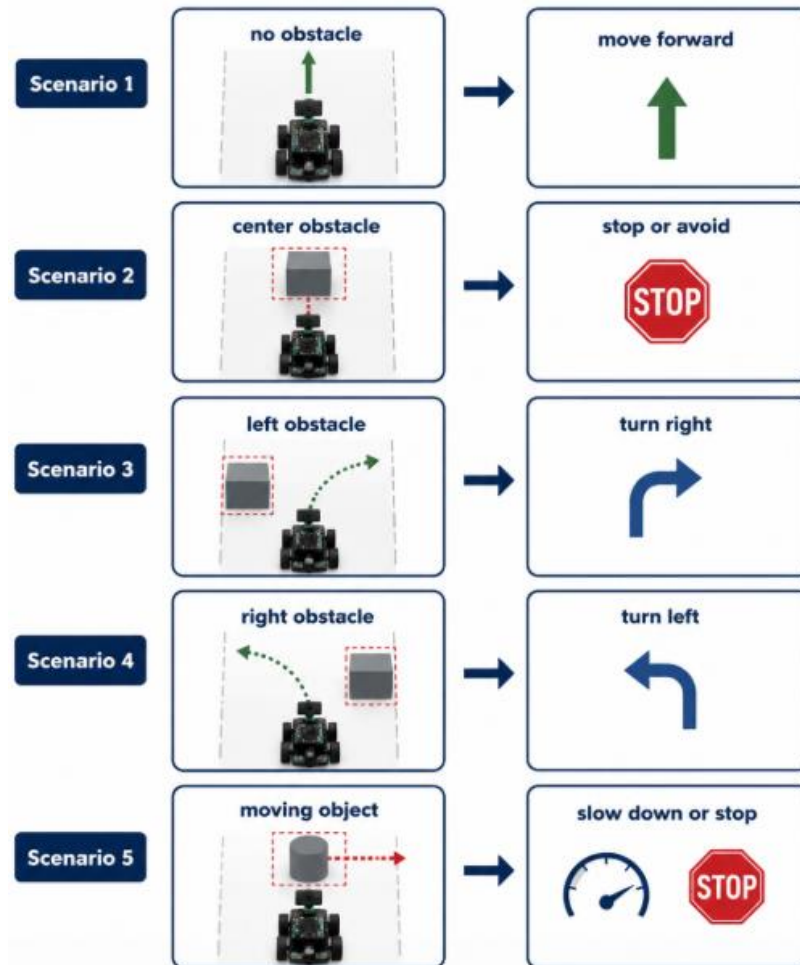 Scenario 1
no obstacle
move forward
Scenario 2
center obstacle
stop or avoid
STOP
Scenario 3
left obstacle
turn right
Scenario 4
right obstacle
turn left
Scenario 5
moving object
slow down or stop
STOP